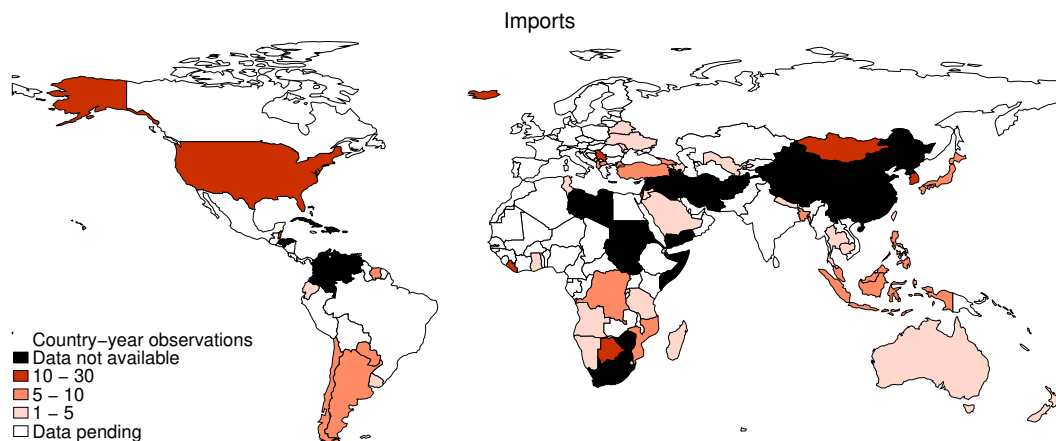 Imports
Country−year observations
Data not available
10 − 30
5 − 10
1 − 5
Data pending